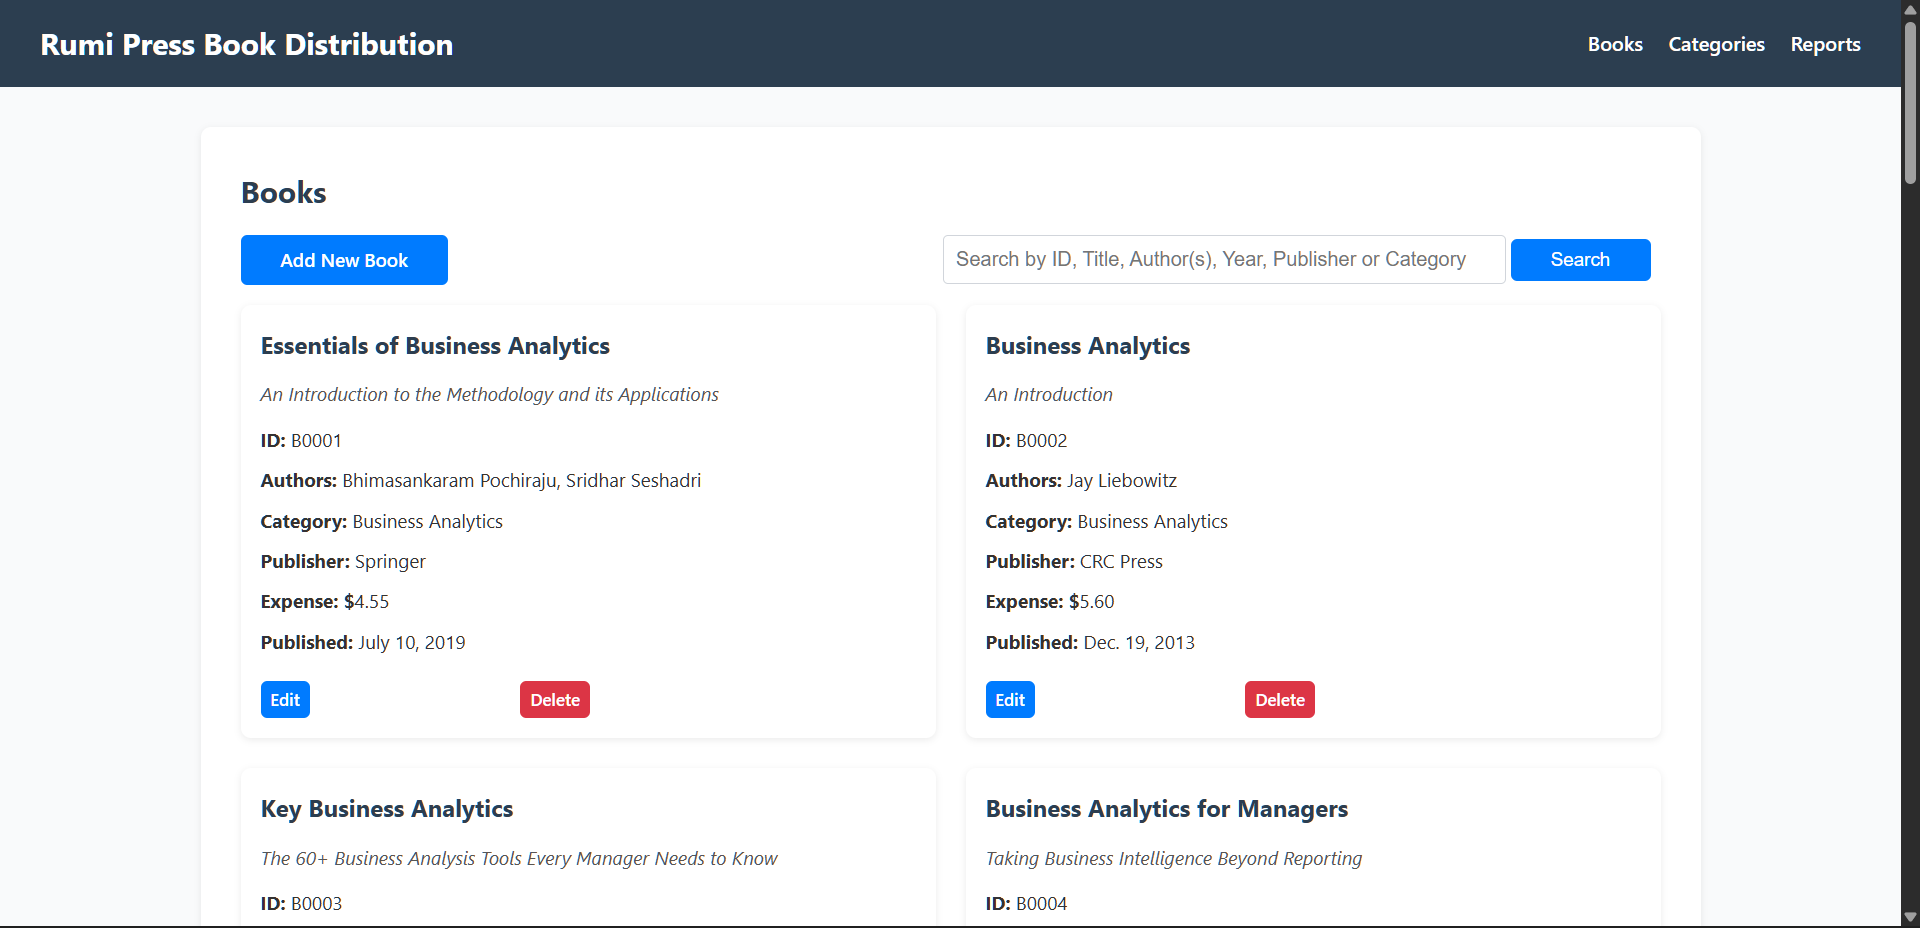 Rumi Press Book Distribution
Books Categories Reports
Books
Add New Book
Search by ID, Title, Author(s), Year, Publisher or Category
Search
Essentials of Business Analytics
An Introduction to the Methodology and its Applications
ID: B0001
Authors: Bhimasankaram Pochiraju, Sridhar Seshadri
Category: Business Analytics
Publisher: Springer
Expense: $4.55
Published: July 10, 2019
Edit
Delete
Business Analytics
An Introduction
ID: B0002
Authors: Jay Liebowitz
Category: Business Analytics
Publisher: CRC Press
Expense: $5.60
Published: Dec. 19, 2013
Edit
Delete
Key Business Analytics
The 60+ Business Analysis Tools Every Manager Needs to Know
ID: B0003
Business Analytics for Managers
Taking Business Intelligence Beyond Reporting
ID: B0004